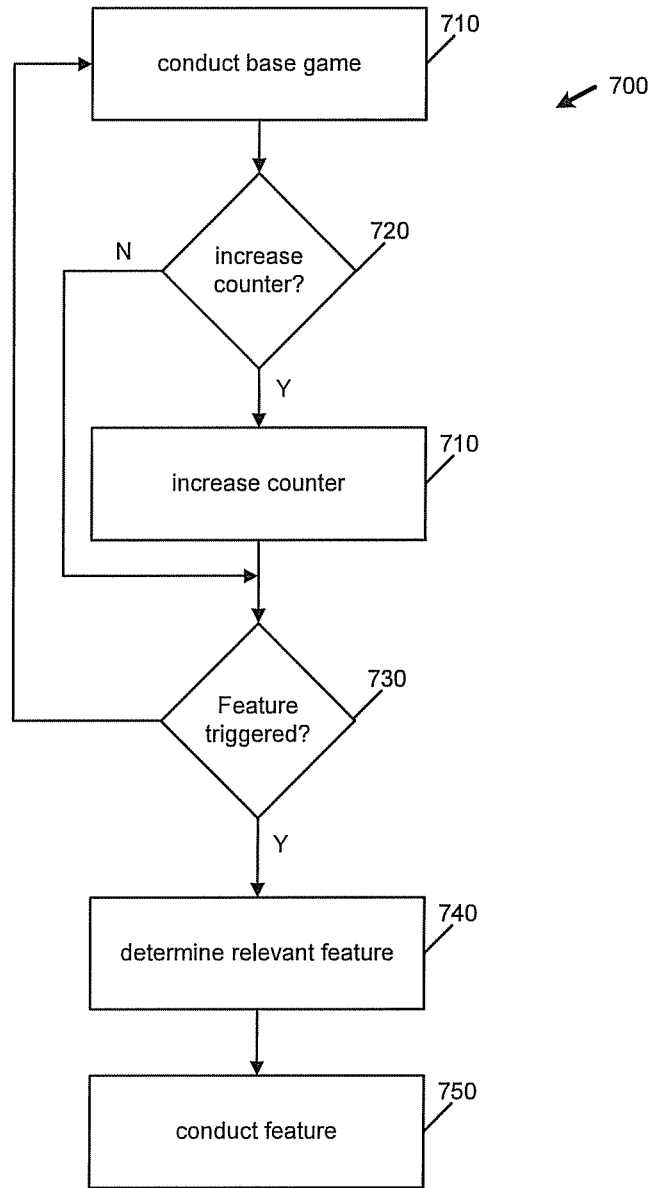 710
conduct base game
700
720
N
increase
counter?
Y
710
increase counter
730
Feature
triggered?
Y
740
determine relevant feature
750
conduct feature